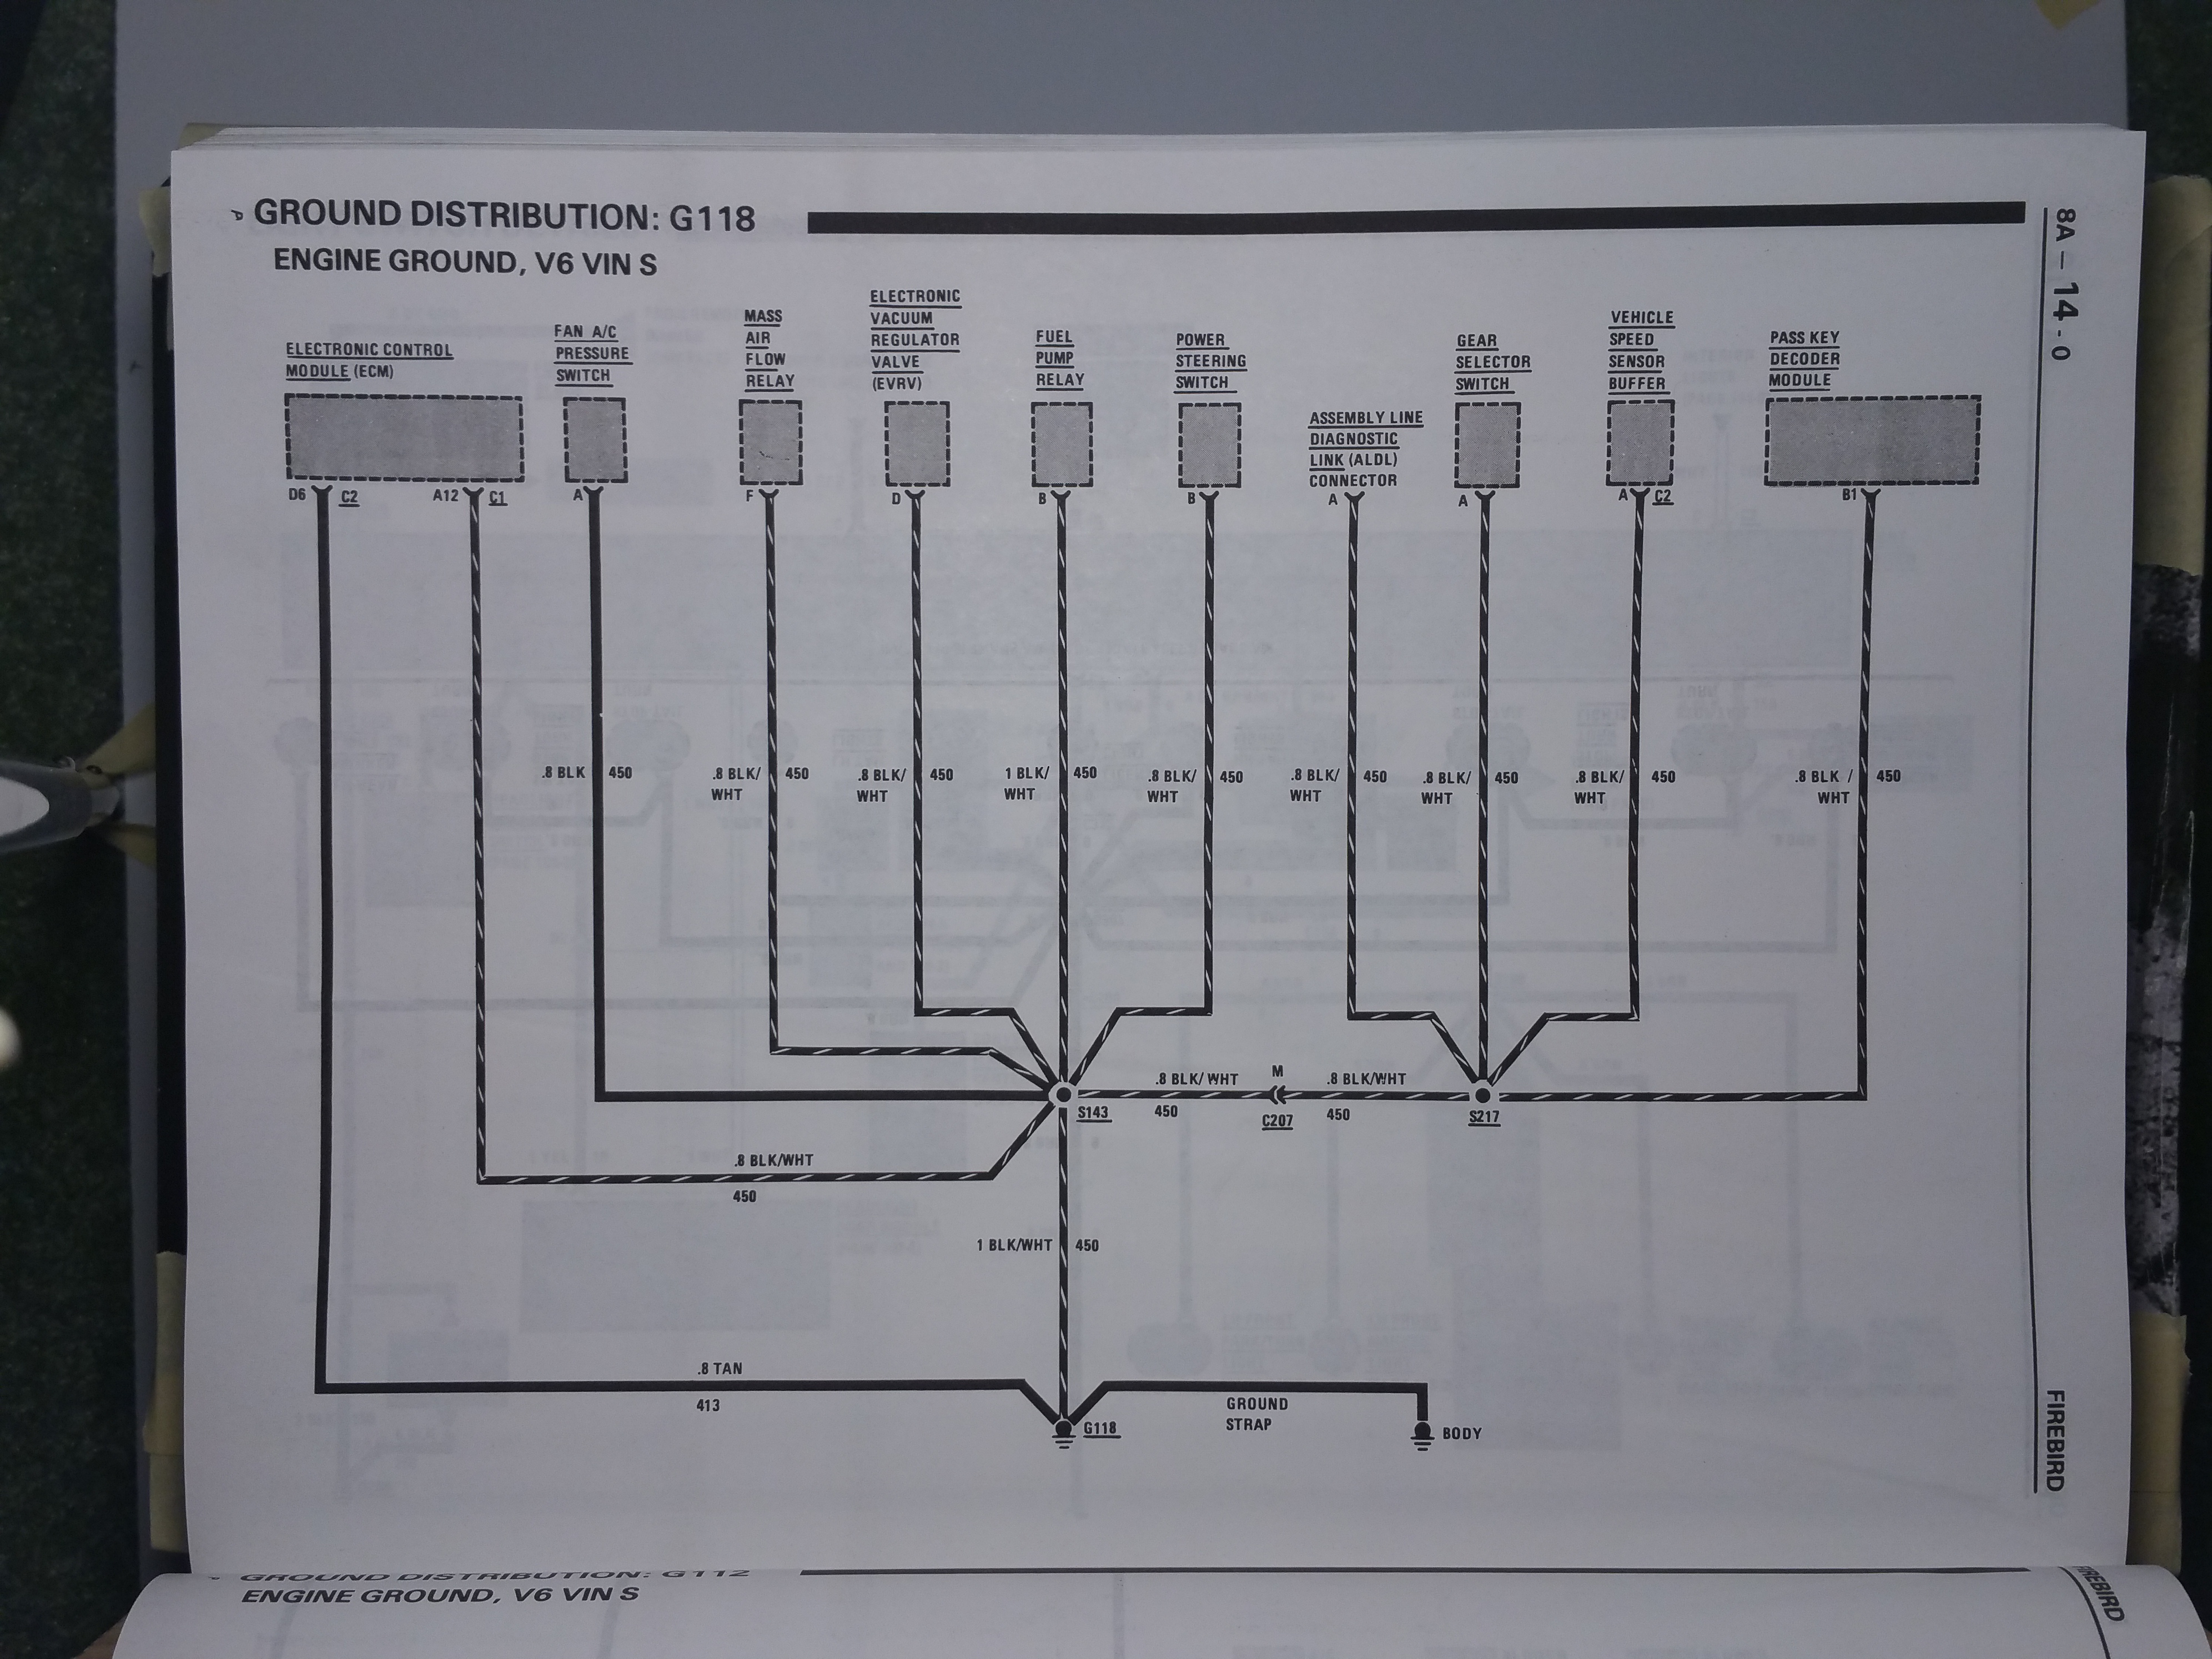 GROUND DISTRIBUTION: G118
ENGINE GROUND, V6 VIN S
8A - 14 - 0
ELECTRONIC CONTROL
MODULE (ECM)
FAN A/C
PRESSURE
SWITCH
MASS
AIR
FLOW
RELAY
ELECTRONIC
VACUUM
REGULATOR
VALVE
(EVRV)
FUEL
PUMP
RELAY
POWER
STEERING
SWITCH
ASSEMBLY LINE
DIAGNOSTIC
LINK (ALDL)
CONNECTOR
GEAR
SELECTOR
SWITCH
VEHICLE
SPEED
SENSOR
BUFFER
PASS KEY
DECODER
MODULE
D6 C2 A12 C1 A F D B B A A A C2 B1
.8 BLK 450
.8 BLK/
WHT
450
.8 BLK/
WHT
450
1 BLK/
WHT
450
.8 BLK/
WHT
450
.8 BLK/
WHT
450
.8 BLK/
WHT
450
.8 BLK/
WHT
450
.8 BLK /
WHT
450
.8 BLK/ WHT
450
M
C207
.8 BLK/WHT
450
S143
S217
.8 BLK/WHT
450
1 BLK/WHT 450
.8 TAN
413
G118
GROUND
STRAP
BODY
FIREBIRD
GROUND DISTRIBUTION: G112
ENGINE GROUND, V6 VIN S
FIREBIRD